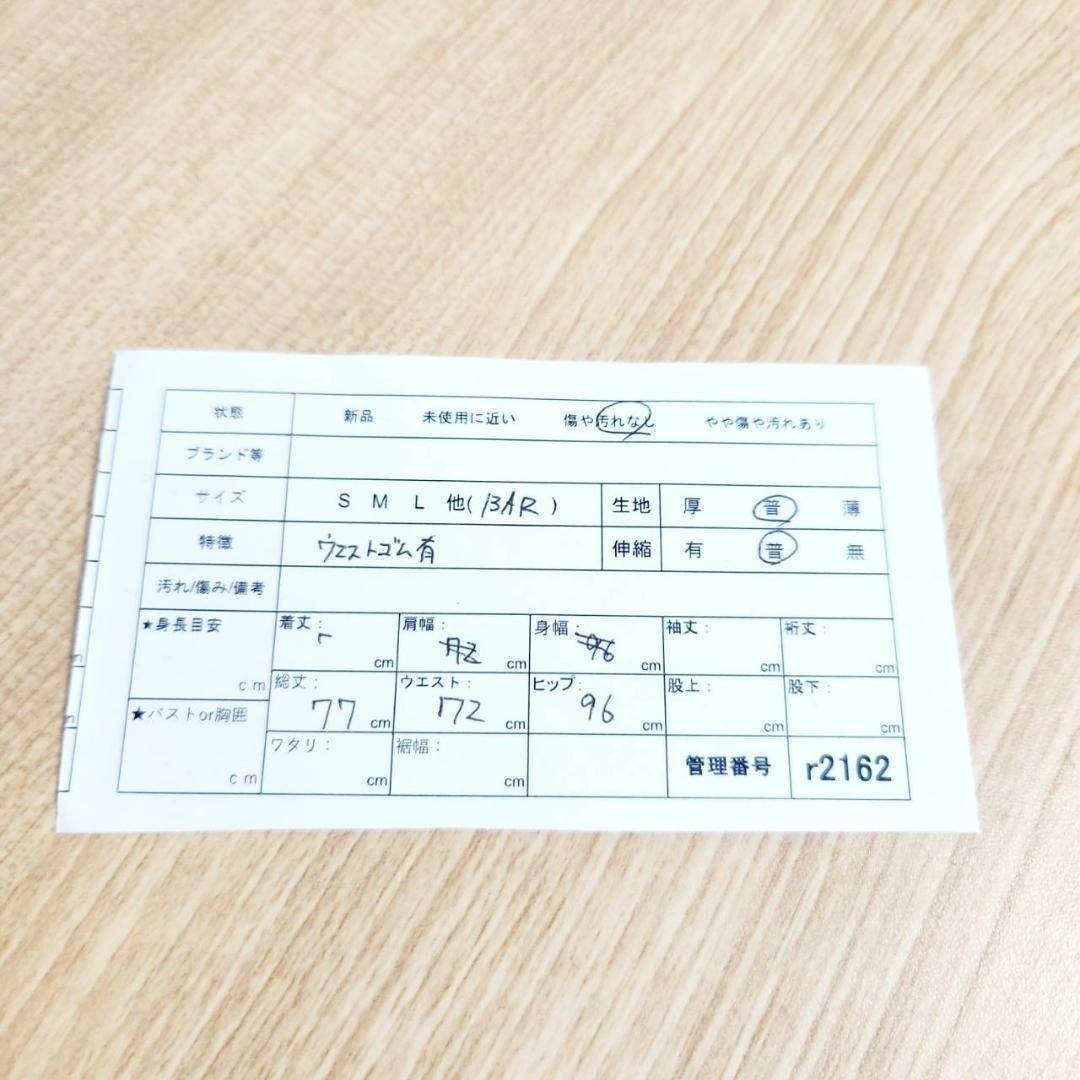 状態 新品 未使用に近い 傷や汚れなし やや傷や汚れあり
ブランド等
サイズ S M L 他(13AR) 生地 厚 普 薄
特徴 ウエストゴム有 伸縮 有 普 無
汚れ/傷み/備考
★身長目安 cm 着丈: cm 肩幅: 72 cm 身幅: 96 cm 袖丈: cm 裄丈: cm
総丈: 77 cm ウエスト: 72 cm ヒップ: 96 cm 股上: cm 股下: cm
★バストor胸囲 cm ワタリ: cm 裾幅: cm 管理番号 r2162